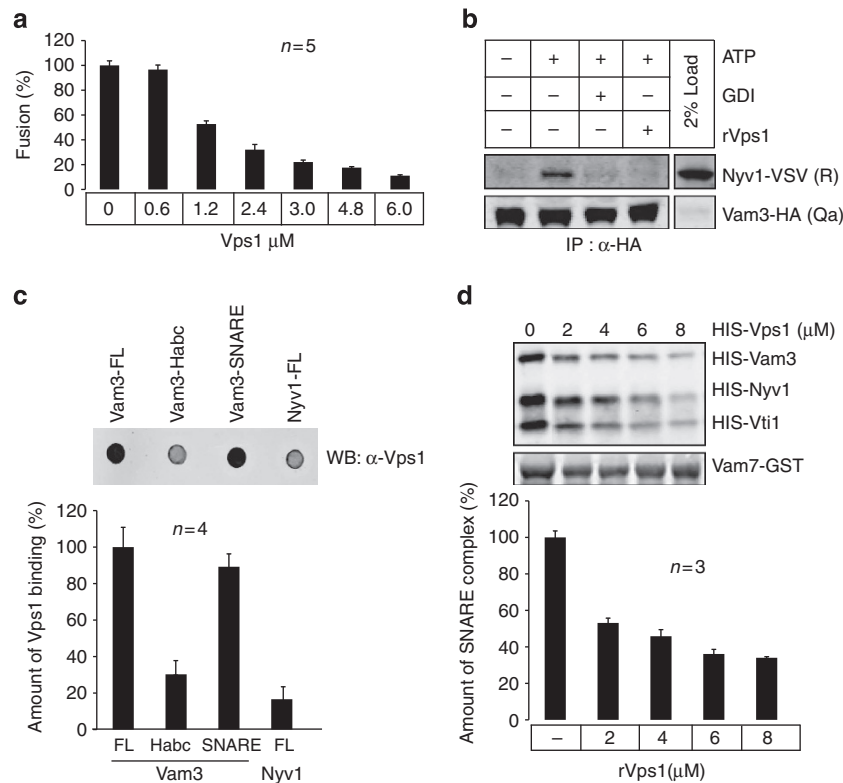 a
120
100
80
60
40
20
0
Fusion (%)
n=5
0 0.6 1.2 2.4 3.0 4.8 6.0
Vps1 μM
b
– + + + ATP
– – + – GDI
– – – + rVps1
2% Load
Nyv1-VSV (R)
Vam3-HA (Qa)
IP : α-HA
c
Vam3-FL
Vam3-Habc
Vam3-SNARE
Nyv1-FL
WB: α-Vps1
120
100
80
60
40
20
0
Amount of Vps1 binding (%)
n=4
FL Habc SNARE FL
Vam3 Nyv1
d
0 2 4 6 8 HIS-Vps1 (μM)
HIS-Vam3
HIS-Nyv1
HIS-Vti1
Vam7-GST
120
100
80
60
40
20
0
Amount of SNARE complex (%)
n=3
– 2 4 6 8
rVps1(μM)